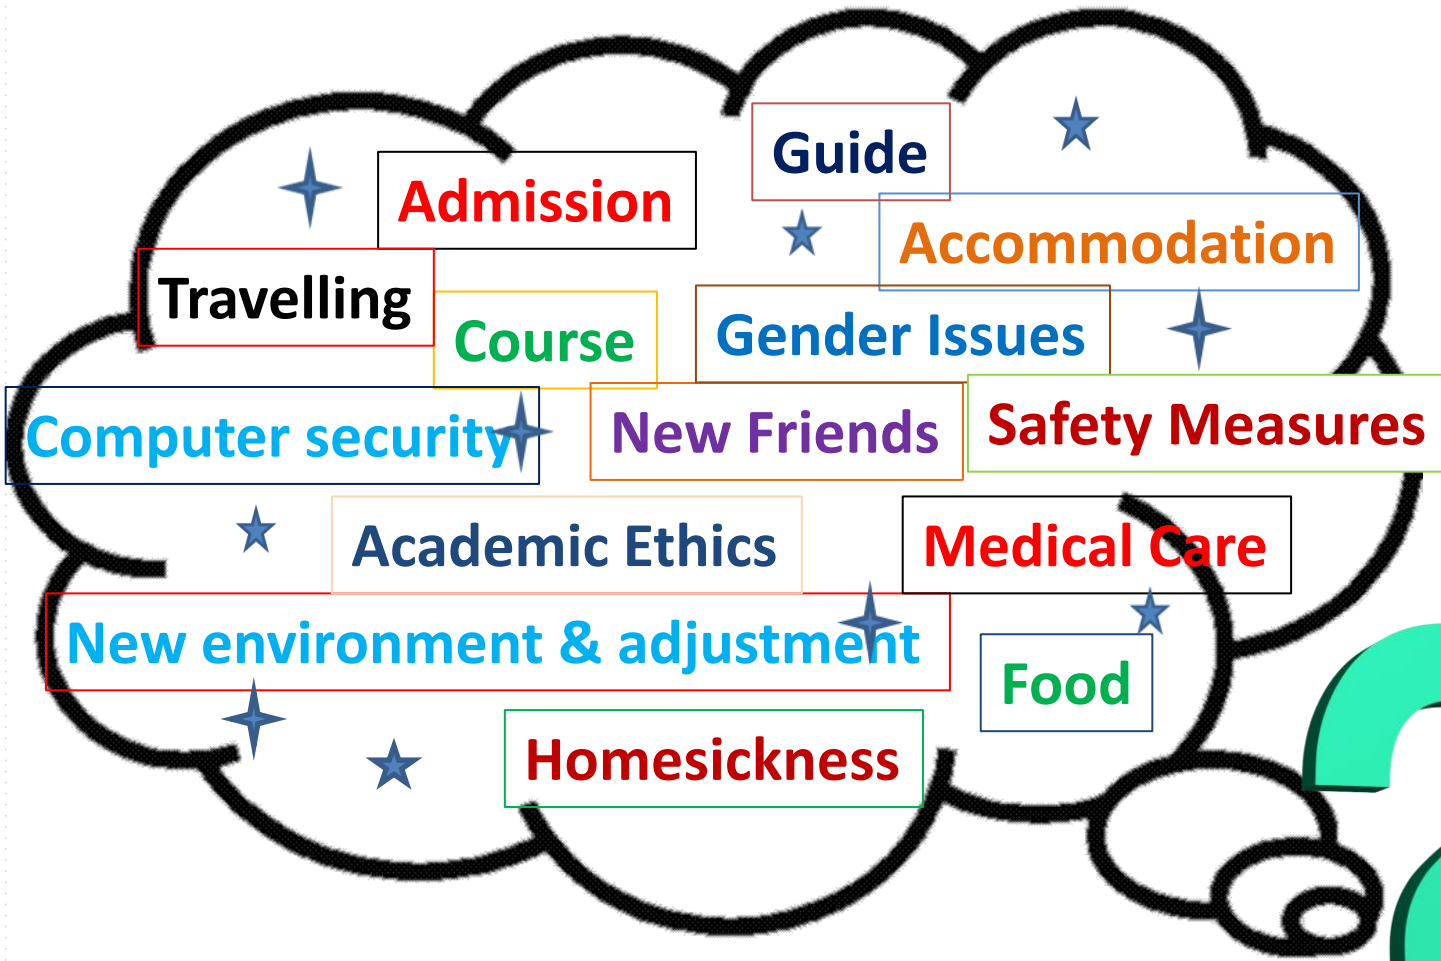 Guide
Admission
Accommodation
Travelling
Course
Gender Issues
Computer security
New Friends
Safety Measures
Academic Ethics
Medical Care
New environment & adjustment
Food
Homesickness